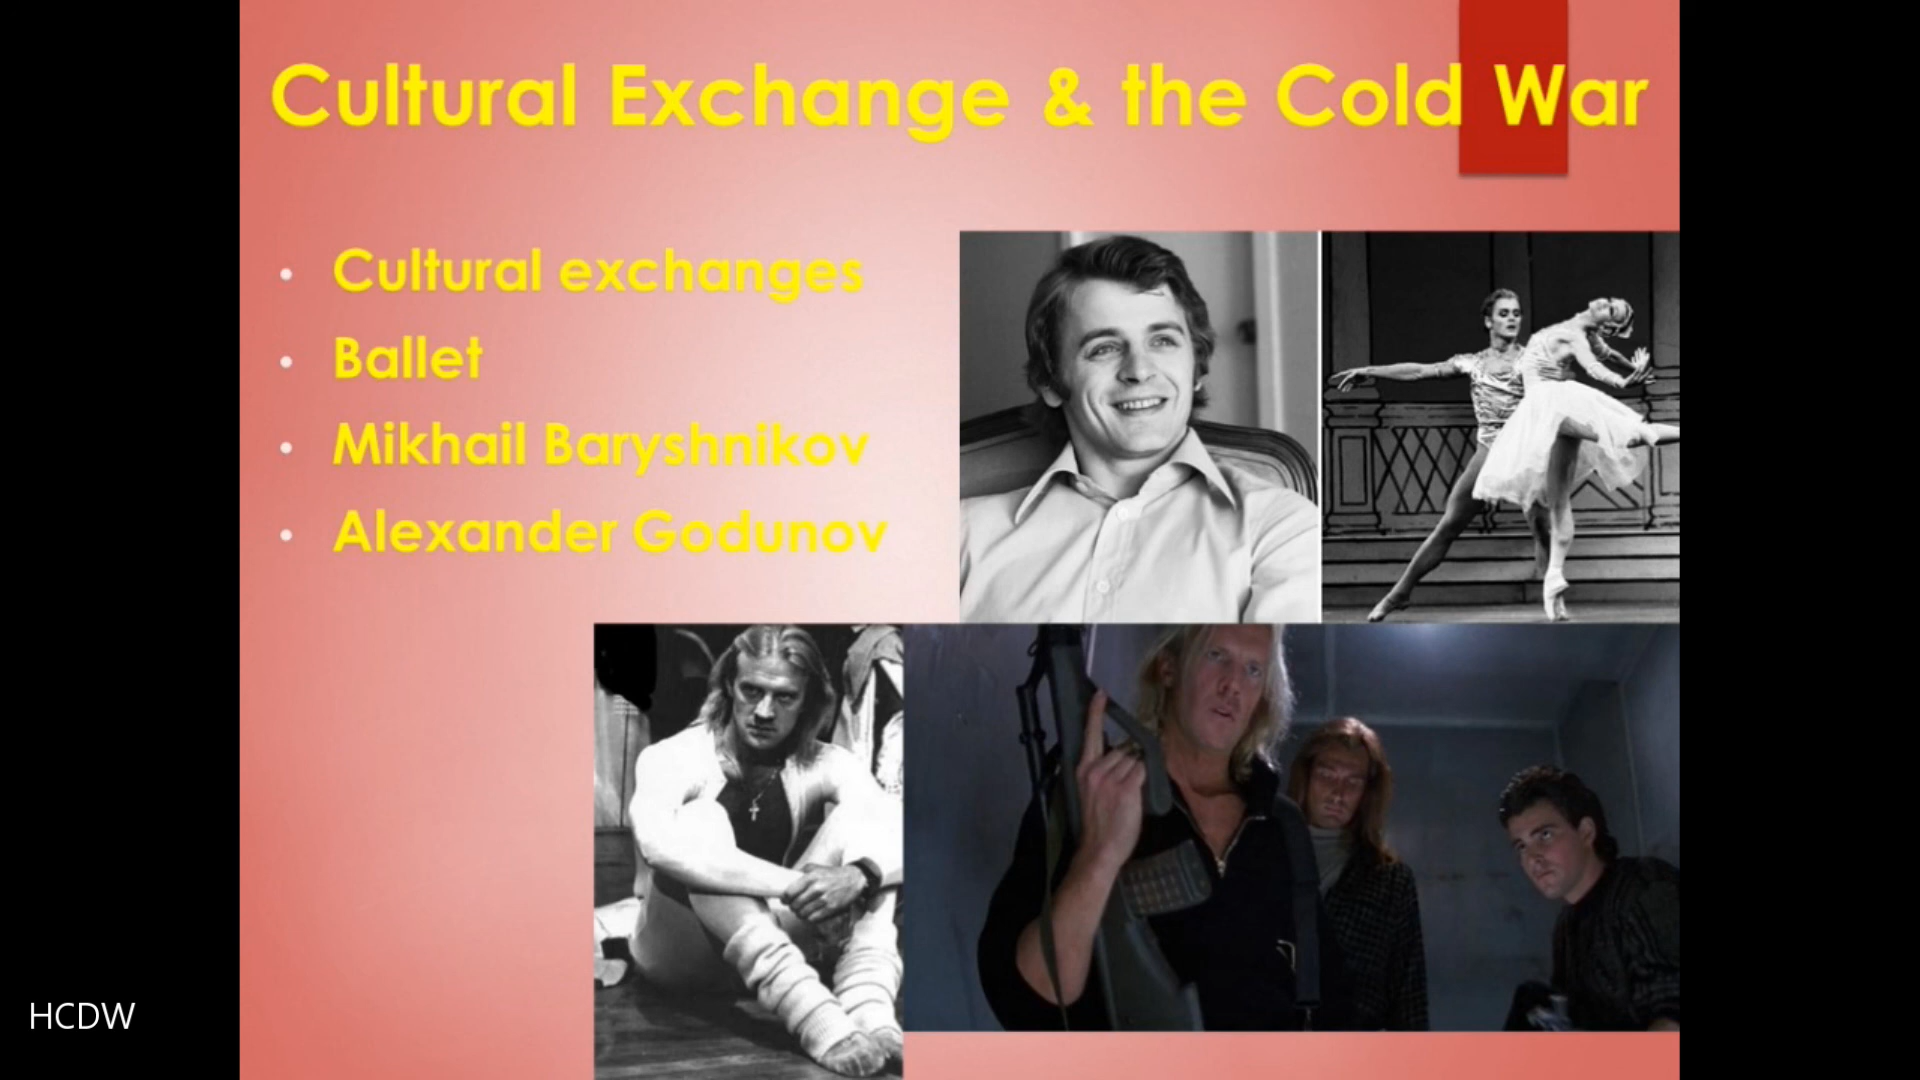 Cultural Exchange & the Cold War
• Cultural exchanges
• Ballet
• Mikhail Baryshnikov
• Alexander Godunov
HCDW